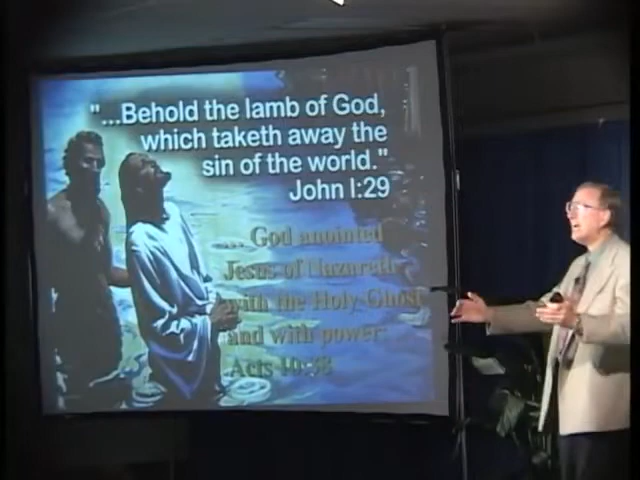 "...Behold the lamb of God,
which taketh away the
sin of the world."
John I:29
... God anointed
Jesus of Nazareth
with the Holy Ghost
and with power:
Acts 10:38